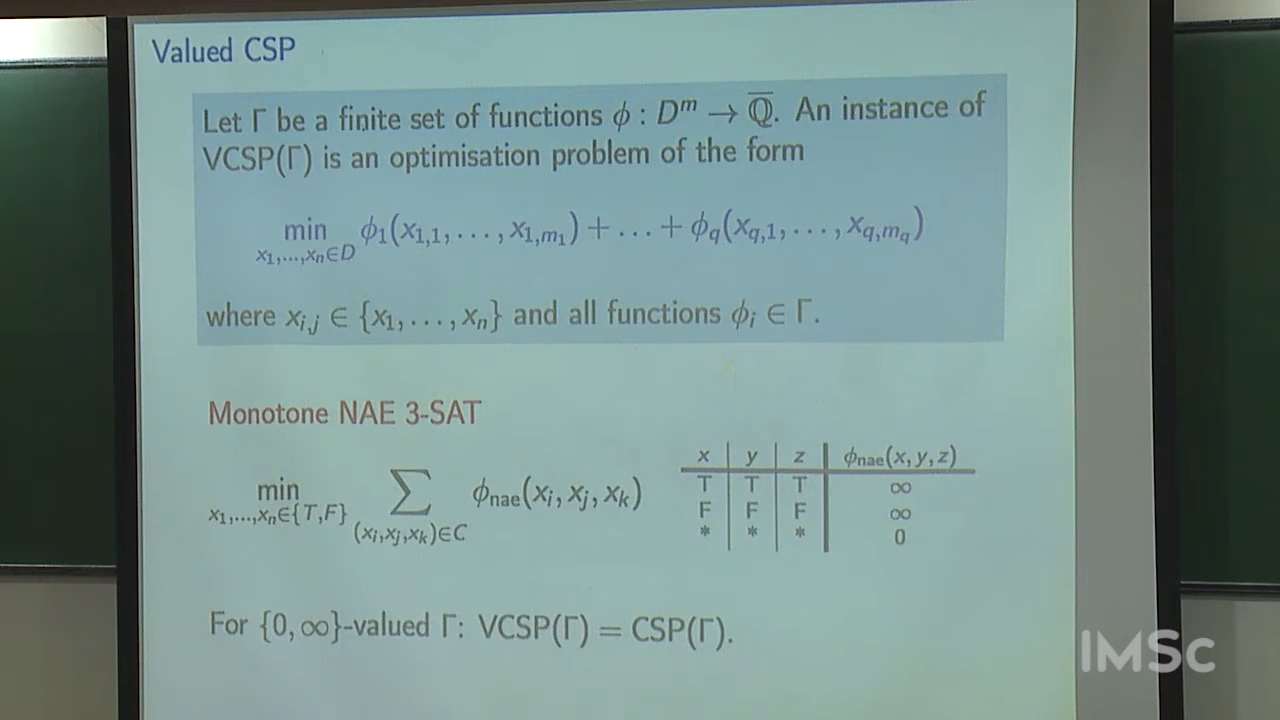 Valued CSP
Let Γ be a finite set of functions ϕ : D^m → Q̅. An instance of
VCSP(Γ) is an optimisation problem of the form
min_{x_1,...,x_n∈D} ϕ_1(x_{1,1}, . . . , x_{1,m_1}) + . . . + ϕ_q(x_{q,1}, . . . , x_{q,m_q})
where x_{i,j} ∈ {x_1, . . . , x_n} and all functions ϕ_i ∈ Γ.
Monotone NAE 3-SAT
min_{x_1,...,x_n∈{T,F}} ∑_{(x_i,x_j,x_k)∈C} ϕ_nae(x_i, x_j, x_k)
x y z ϕ_nae(x, y, z)
T T T ∞
F F F ∞
* * * 0
For {0, ∞}-valued Γ: VCSP(Γ) = CSP(Γ).
IMSc